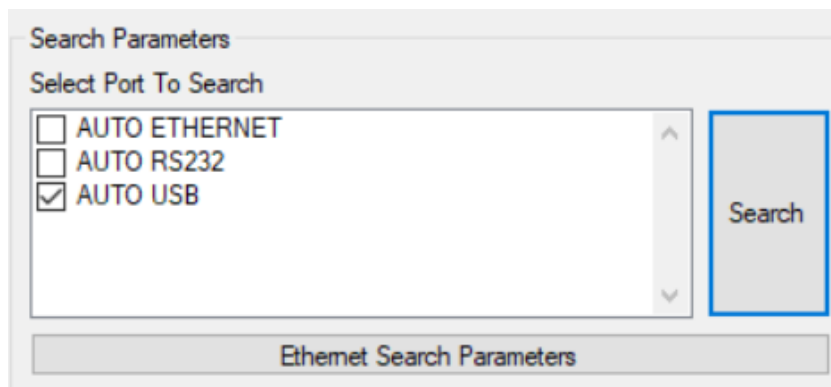 Search Parameters
Select Port To Search
AUTO ETHERNET
AUTO RS232
AUTO USB
Search
Ethernet Search Parameters